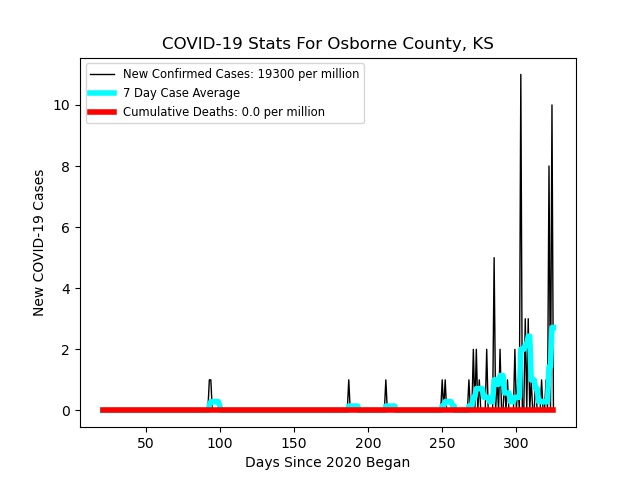 COVID-19 Stats For Osborne County, KS
New Confirmed Cases: 19300 per million
7 Day Case Average
Cumulative Deaths: 0.0 per million
New COVID-19 Cases
10
8
6
4
2
0
50 100 150 200 250 300
Days Since 2020 Began